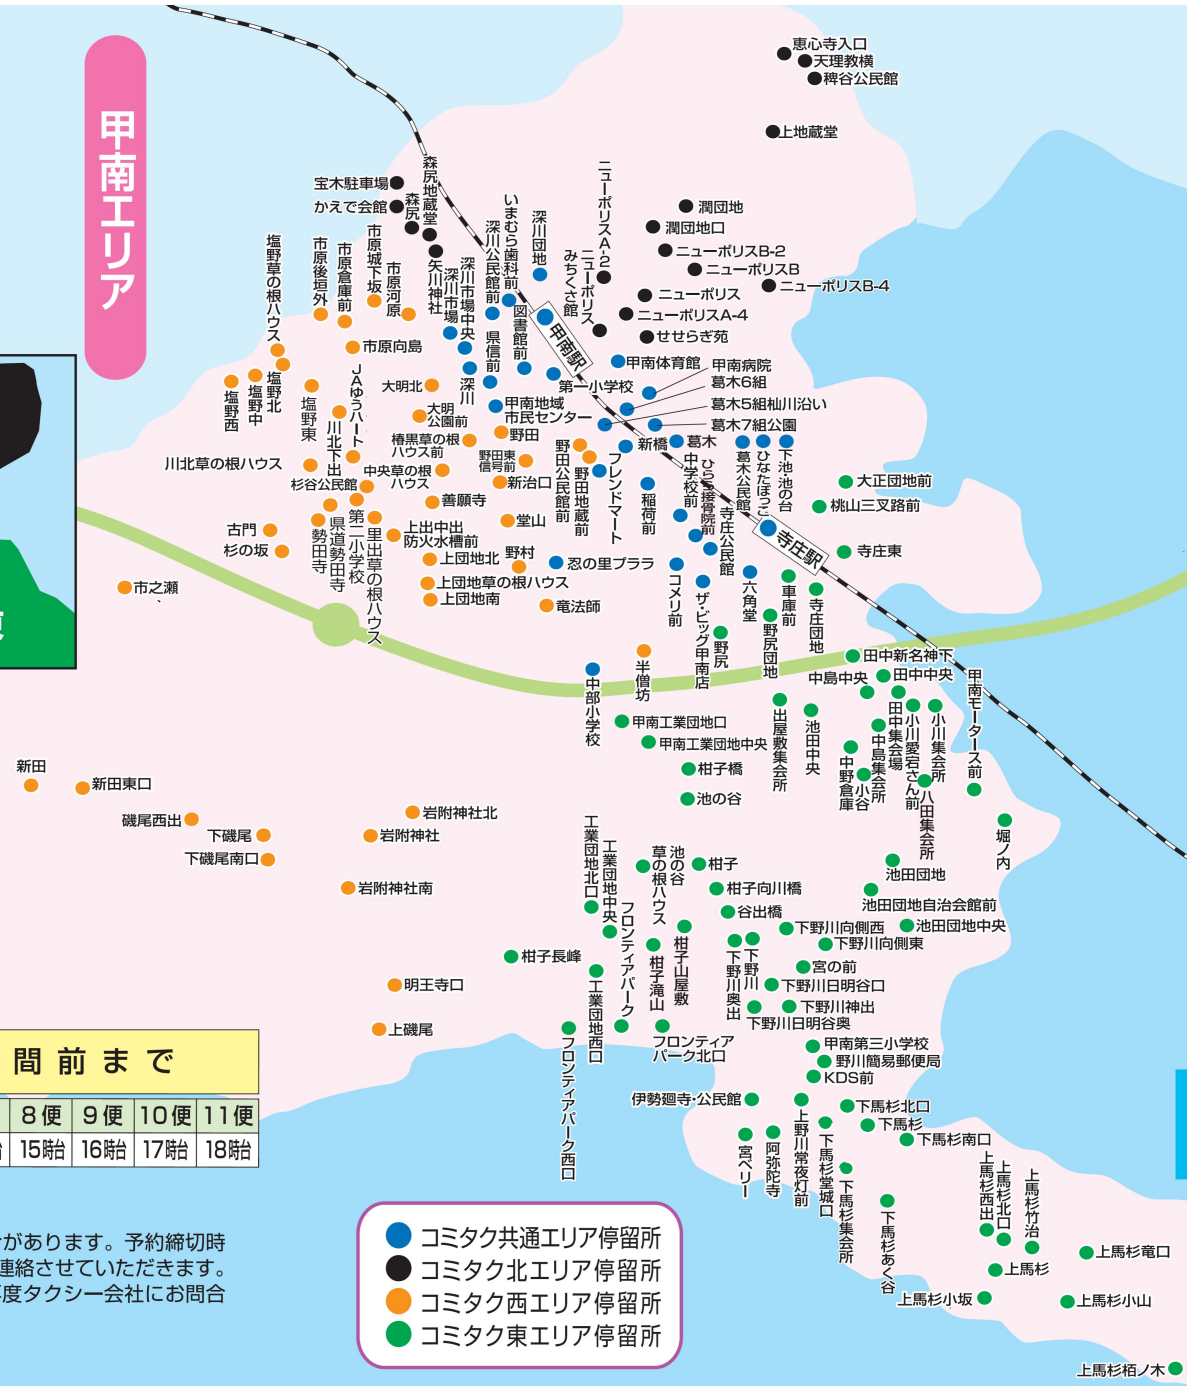 甲南エリア
恵心寺入口
天理教横
稗谷公民館
上地蔵堂
宝木駐車場
かえで会館
森尻
森尻地蔵堂
矢川神社
ニューポリスA-2
ニューポリス
みちくさ館
潤団地
潤団地口
ニューポリスB-2
ニューポリスB
ニューポリスB-4
ニューポリス
ニューポリスA-4
せせらぎ苑
塩野草の根ハウス
市原後垣外
市原倉庫前
市原城下坂
市原河原
市原向島
深川市場
深川市場中央
深川公民館前
いまむら歯科前
深川団地
図書館前
県信前
深川
甲南駅
第一小学校
甲南地域
市民センター
甲南体育館
甲南病院
葛木6組
葛木5組杣川沿い
葛木7組公園
新橋
葛木
塩野西
塩野中
塩野北
塩野東
JAゆうハート
川北下出
大明北
大明
公園前
椿黒草の根
ハウス前
野田
野田東
信号前
中央草の根
ハウス
新治口
善願寺
堂山
川北草の根ハウス
杉谷公民館
古門
杉の坂
勢田寺
県道勢田寺
第二小学校
里出草の根ハウス
上出中出
防火水槽前
上団地北
上団地草の根ハウス
上団地南
野村
竜法師
野田公民館前
野田地蔵前
フレンドマート
忍の里プララ
稲荷前
中学校前
ひらき接骨院前
寺庄公民館
葛木公民館
ひなたぼっこ
下池・池の台
大正団地前
桃山三叉路前
寺庄駅
寺庄東
コメリ前
ザ・ビッグ甲南店
六角堂
車庫前
寺庄団地
野尻
野尻団地
市之瀬
中部小学校
半僧坊
甲南工業団地口
甲南工業団地中央
柑子橋
池の谷
出屋敷集会所
池田中央
田中新名神下
田中中央
中島中央
田中集会場
小川愛宕さん前
小川集会所
甲南モータース前
中島集会所
中野倉庫
小谷
八田集会所
堀ノ内
新田
新田東口
磯尾西出
下磯尾
下磯尾南口
岩附神社北
岩附神社
岩附神社南
明王寺口
上磯尾
工業団地北口
工業団地中央
フロンティアパーク
池の谷
草の根ハウス
柑子
柑子向川橋
谷出橋
柑子長峰
工業団地西口
柑子滝山
柑子山屋敷
フロンティアパーク西口
フロンティア
パーク北口
池田団地
池田団地自治会館前
池田団地中央
下野川向側西
下野川向側東
下野川奥出
下野川
宮の前
下野川日明谷口
下野川神出
下野川日明谷奥
甲南第三小学校
野川簡易郵便局
KDS前
伊勢廻寺・公民館
宮ベリー
阿弥陀寺
上野川常夜灯前
下馬杉堂城口
下馬杉北口
下馬杉
下馬杉南口
下馬杉集会所
下馬杉あく谷
上馬杉西出
上馬杉北口
上馬杉竹治
上馬杉竜口
上馬杉
上馬杉小坂
上馬杉小山
上馬杉栢ノ木
間前まで
8便 9便 10便 11便
15時台 16時台 17時台 18時台
があります。予約締切時
連絡させていただきます。
度タクシー会社にお問合
コミタク共通エリア停留所
コミタク北エリア停留所
コミタク西エリア停留所
コミタク東エリア停留所